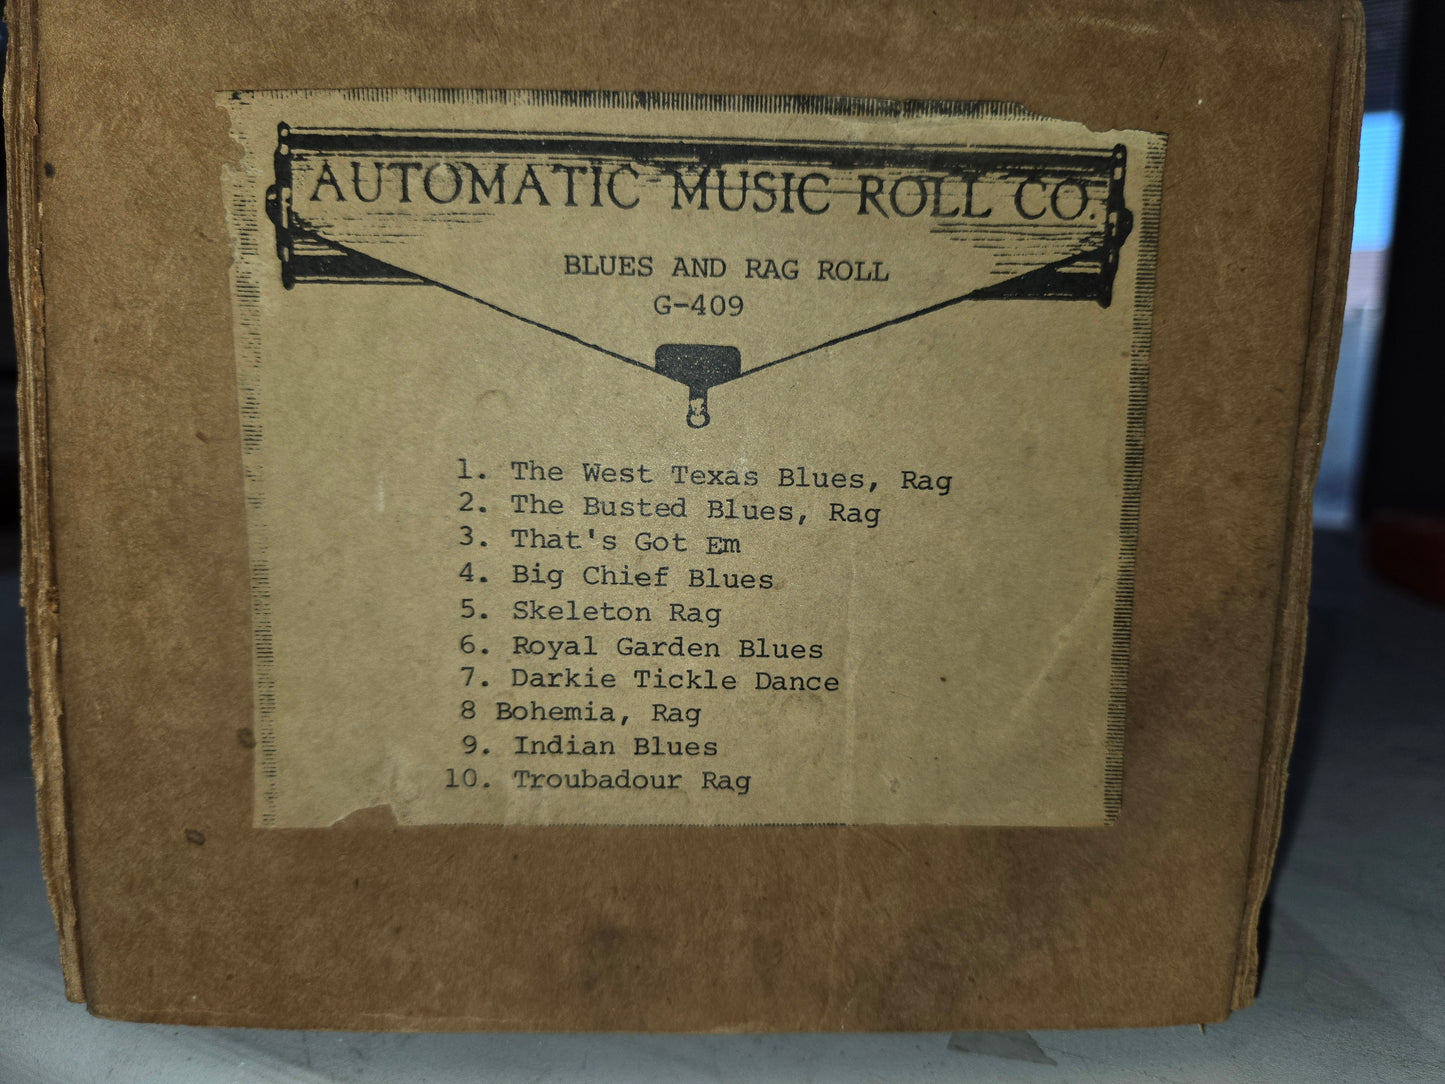 AUTOMATIC MUSIC ROLL CO.
BLUES AND RAG ROLL
G-409
1. The West Texas Blues, Rag
2. The Busted Blues, Rag
3. That's Got Em
4. Big Chief Blues
5. Skeleton Rag
6. Royal Garden Blues
7. Darkie Tickle Dance
8 Bohemia, Rag
9. Indian Blues
10. Troubadour Rag